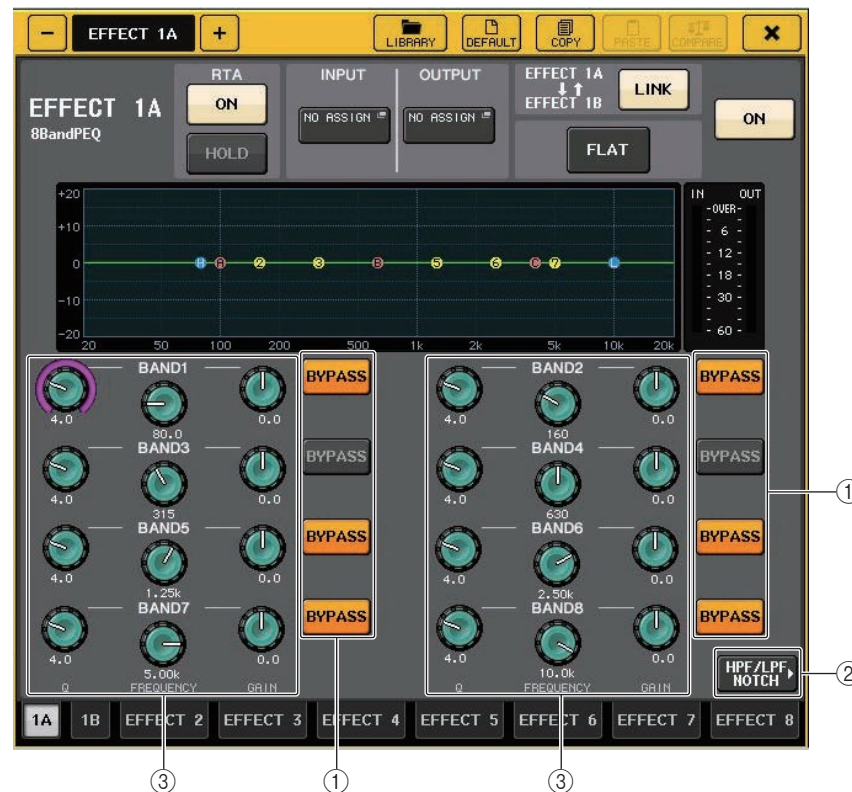 − EFFECT 1A + LIBRARY DEFAULT COPY PASTE COMPARE ×
EFFECT 1A
8BandPEQ
RTA
ON
HOLD
INPUT
NO ASSIGN
OUTPUT
NO ASSIGN
EFFECT 1A
↓↑
EFFECT 1B
LINK
FLAT
ON
+20
+10
0
-10
-20
20 50 100 200 500 1k 2k 5k 10k 20k
H A 2 3 B 5 6 C 7 L
IN OUT
-OVER-
6
12
18
30
60
BAND1
4.0 80.0 0.0
BYPASS
BAND2
4.0 160 0.0
BYPASS
①
BAND3
4.0 315 0.0
BYPASS
BAND4
4.0 630 0.0
BYPASS
BAND5
4.0 1.25k 0.0
BYPASS
BAND6
4.0 2.50k 0.0
BYPASS
BAND7
4.0 5.00k 0.0
BYPASS
BAND8
4.0 10.0k 0.0
BYPASS
Q FREQUENCY GAIN
Q FREQUENCY GAIN
HPF/LPF
NOTCH
②
1A 1B EFFECT 2 EFFECT 3 EFFECT 4 EFFECT 5 EFFECT 6 EFFECT 7 EFFECT 8
③ ① ③